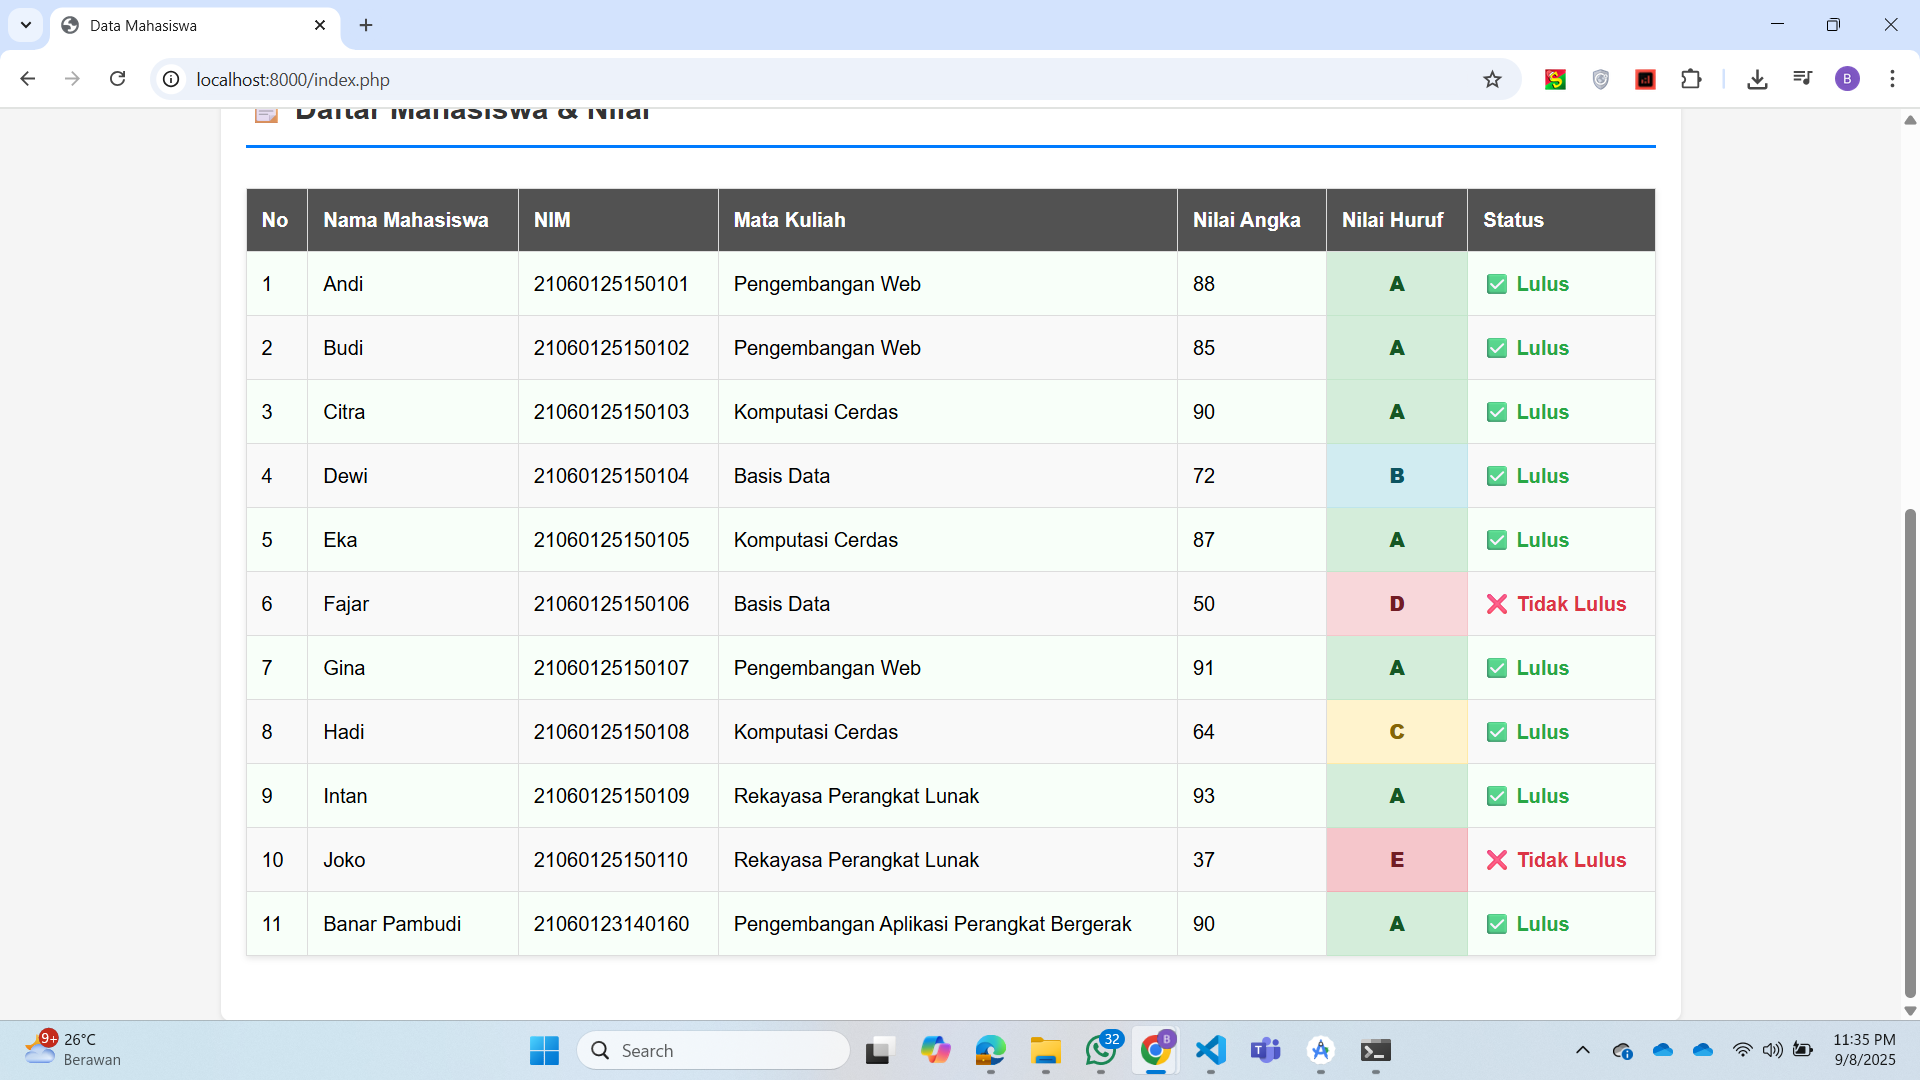 Data Mahasiswa
localhost:8000/index.php
B
Daftar Mahasiswa & Nilai
No Nama Mahasiswa NIM Mata Kuliah Nilai Angka Nilai Huruf Status
1 Andi 21060125150101 Pengembangan Web 88 A Lulus
2 Budi 21060125150102 Pengembangan Web 85 A Lulus
3 Citra 21060125150103 Komputasi Cerdas 90 A Lulus
4 Dewi 21060125150104 Basis Data 72 B Lulus
5 Eka 21060125150105 Komputasi Cerdas 87 A Lulus
6 Fajar 21060125150106 Basis Data 50 D Tidak Lulus
7 Gina 21060125150107 Pengembangan Web 91 A Lulus
8 Hadi 21060125150108 Komputasi Cerdas 64 C Lulus
9 Intan 21060125150109 Rekayasa Perangkat Lunak 93 A Lulus
10 Joko 21060125150110 Rekayasa Perangkat Lunak 37 E Tidak Lulus
11 Banar Pambudi 21060123140160 Pengembangan Aplikasi Perangkat Bergerak 90 A Lulus
9+ 26°C
Berawan
Search
32
B
11:35 PM
9/8/2025